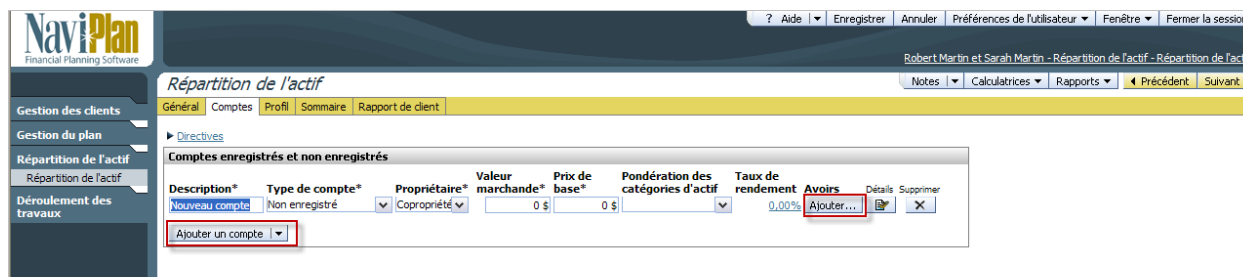 ? Aide Enregistrer Annuler Préférences de l'utilisateur Fenêtre Fermer la session
NaviPlan
Financial Planning Software
Robert Martin et Sarah Martin - Répartition de l'actif - Répartition de l'act
Répartition de l'actif
Notes Calculatrices Rapports Précédent Suivant
Général Comptes Profil Sommaire Rapport de client
Gestion des clients
Gestion du plan
Répartition de l'actif
Répartition de l'actif
Déroulement des
travaux
Directives
Comptes enregistrés et non enregistrés
Valeur Prix de Pondération des Taux de
Description* Type de compte* Propriétaire* marchande* base* catégories d'actif rendement Avoirs Détails Supprimer
Nouveau compte Non enregistré Copropriété 0 $ 0 $ 0,00% Ajouter...
Ajouter un compte